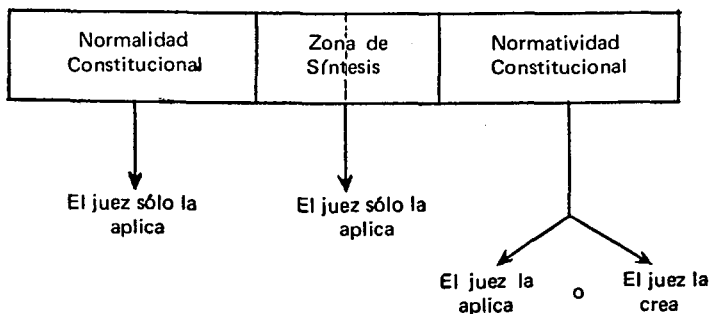 Normalidad
Constitucional
Zona de
Síntesis
Normatividad
Constitucional
El juez sólo la
aplica
El juez sólo la
aplica
El juez la
aplica
o
El juez la
crea